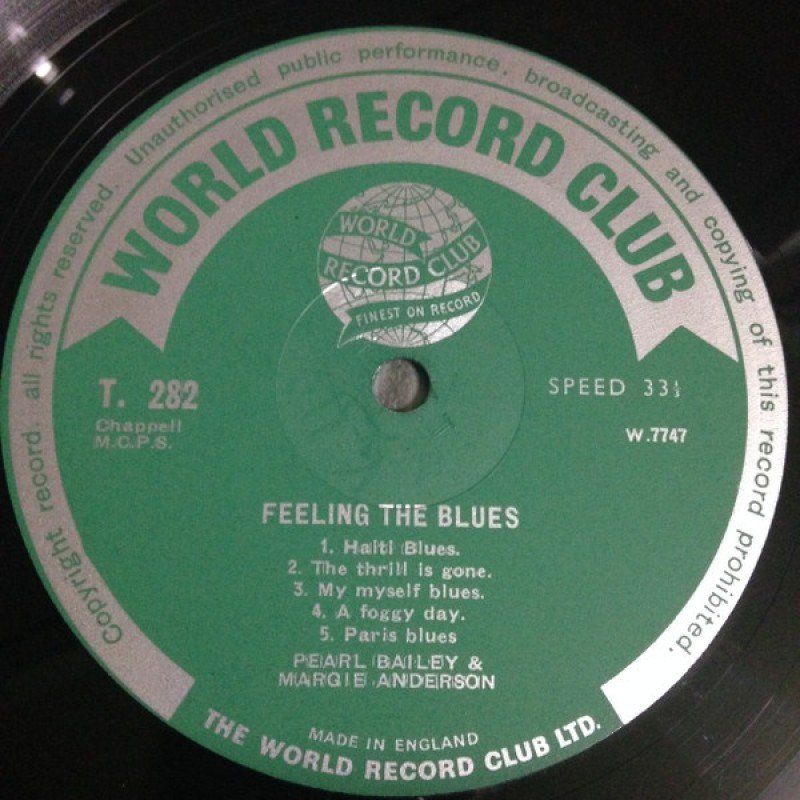 Copyright record. all rights reserved. Unauthorised public performance, broadcasting and copying of this record prohibited.
WORLD RECORD CLUB
WORLD
RECORD CLUB
FINEST ON RECORD
T. 282
Chappell
M.C.P.S.
SPEED 33⅓
W.7747
FEELING THE BLUES
1. Haiti Blues.
2. The thrill is gone.
3. My myself blues.
4. A foggy day.
5. Paris blues
PEARL BAILEY &
MARGIE ANDERSON
MADE IN ENGLAND
THE WORLD RECORD CLUB LTD.